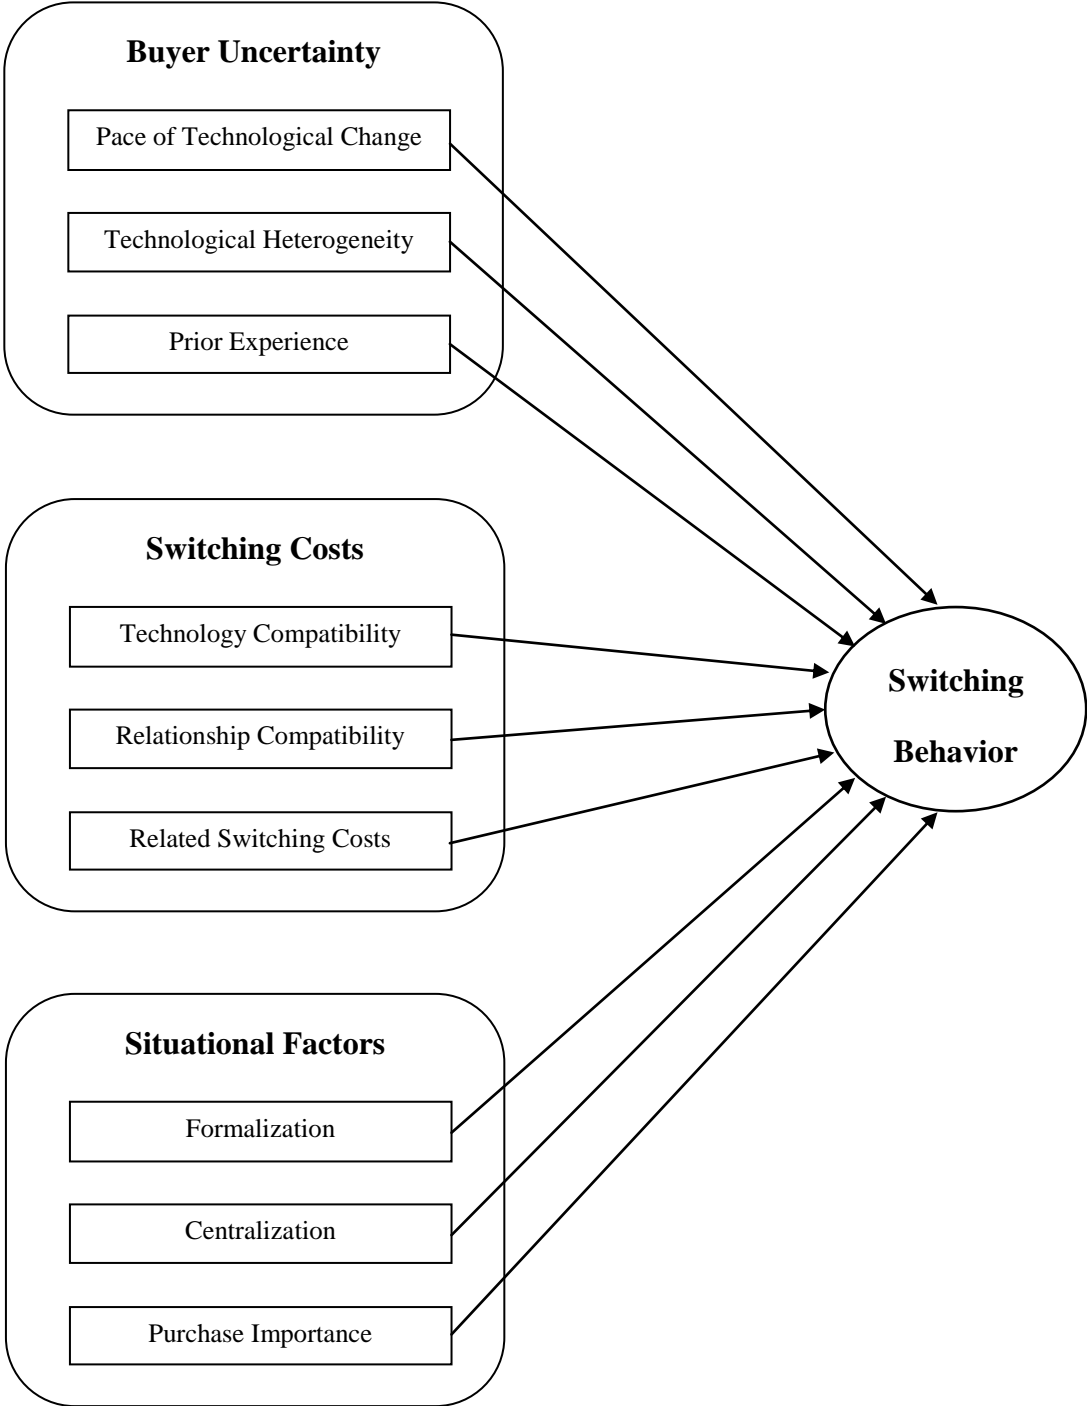 Buyer Uncertainty
Pace of Technological Change
Technological Heterogeneity
Prior Experience
Switching Costs
Technology Compatibility
Relationship Compatibility
Related Switching Costs
Switching
Behavior
Situational Factors
Formalization
Centralization
Purchase Importance